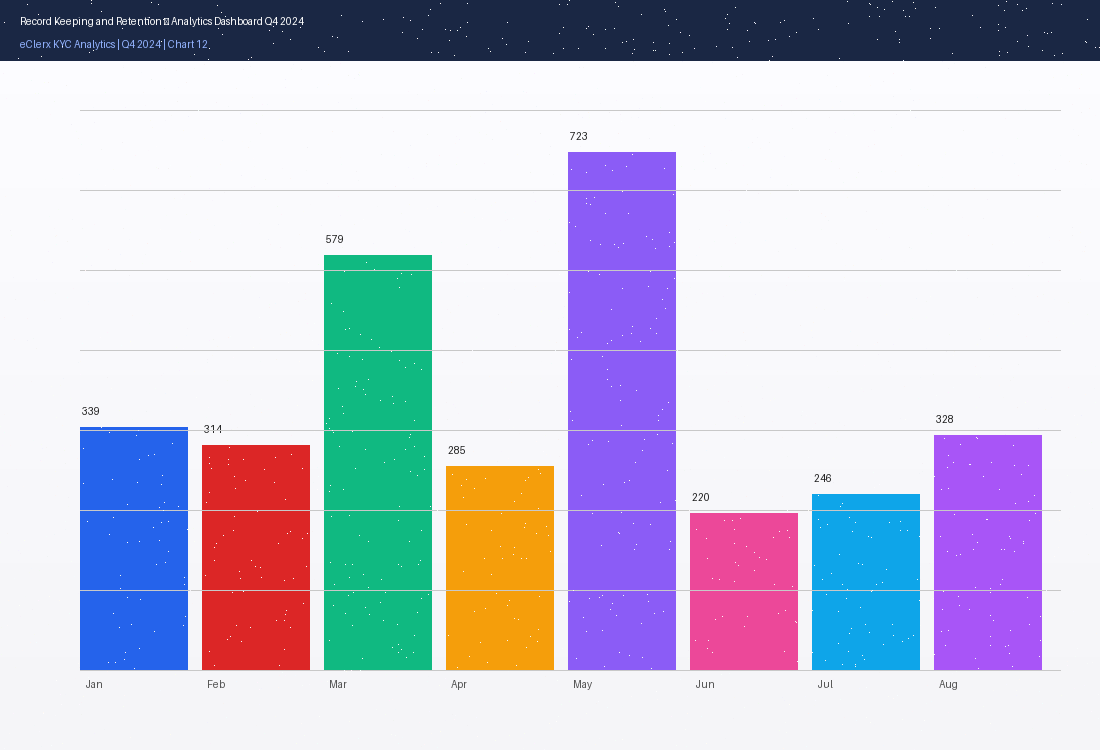 Record Keeping and Retention Analytics Dashboard Q4 2024
eClerx KYC Analytics | Q4 2024 | Chart 12
723
579
339
314
285
220
246
328
Jan Feb Mar Apr May Jun Jul Aug